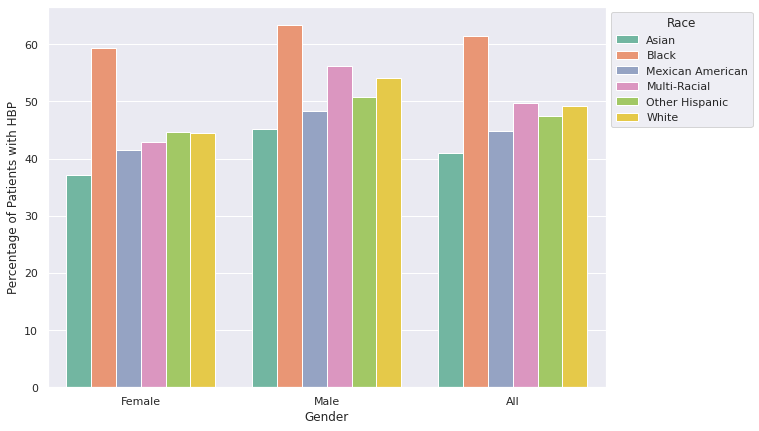 Percentage of Patients with HBP
60
50
40
30
20
10
0
Female
Male
All
Gender
Race
Asian
Black
Mexican American
Multi-Racial
Other Hispanic
White